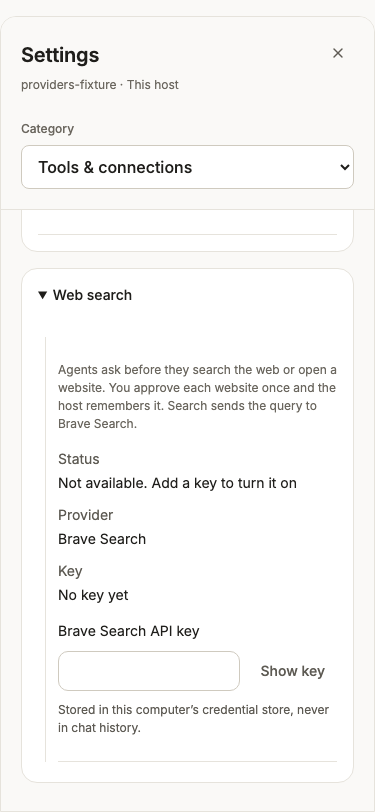 Settings
providers-fixture · This host
Category
Tools & connections
Web search
Agents ask before they search the web or open a
website. You approve each website once and the
host remembers it. Search sends the query to
Brave Search.
Status
Not available. Add a key to turn it on
Provider
Brave Search
Key
No key yet
Brave Search API key
Show key
Stored in this computer’s credential store, never
in chat history.